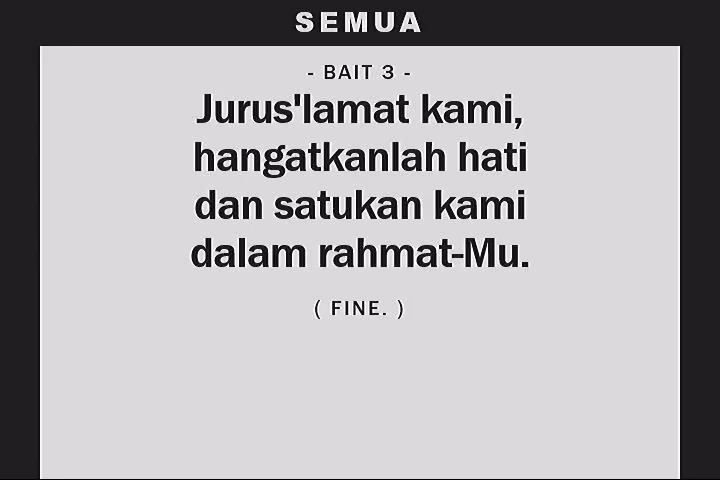 SEMUA
- BAIT 3 -
Jurus'lamat kami,
hangatkanlah hati
dan satukan kami
dalam rahmat-Mu.
( FINE. )